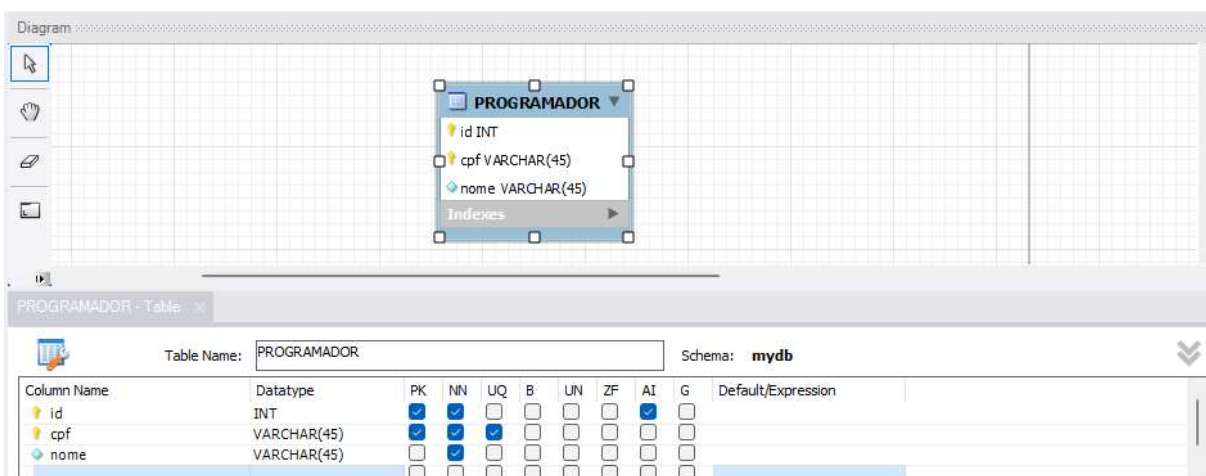 Diagram
PROGRAMADOR
id INT
cpf VARCHAR(45)
nome VARCHAR(45)
Indexes
PROGRAMADOR - Table
Table Name: PROGRAMADOR Schema: mydb
Column Name Datatype PK NN UQ B UN ZF AI G Default/Expression
id INT
cpf VARCHAR(45)
nome VARCHAR(45)